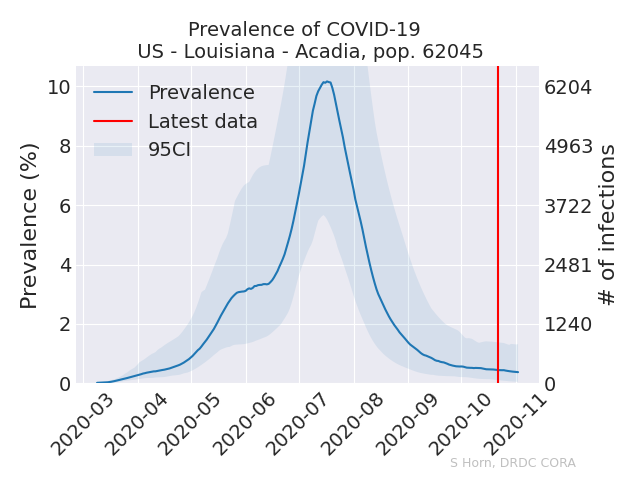 Prevalence of COVID-19
US - Louisiana - Acadia, pop. 62045
Prevalence
Latest data
95CI
Prevalence (%)
10
8
6
4
2
0
6204
4963
3722
2481
1240
0
# of infections
2020-03
2020-04
2020-05
2020-06
2020-07
2020-08
2020-09
2020-10
2020-11
S Horn, DRDC CORA